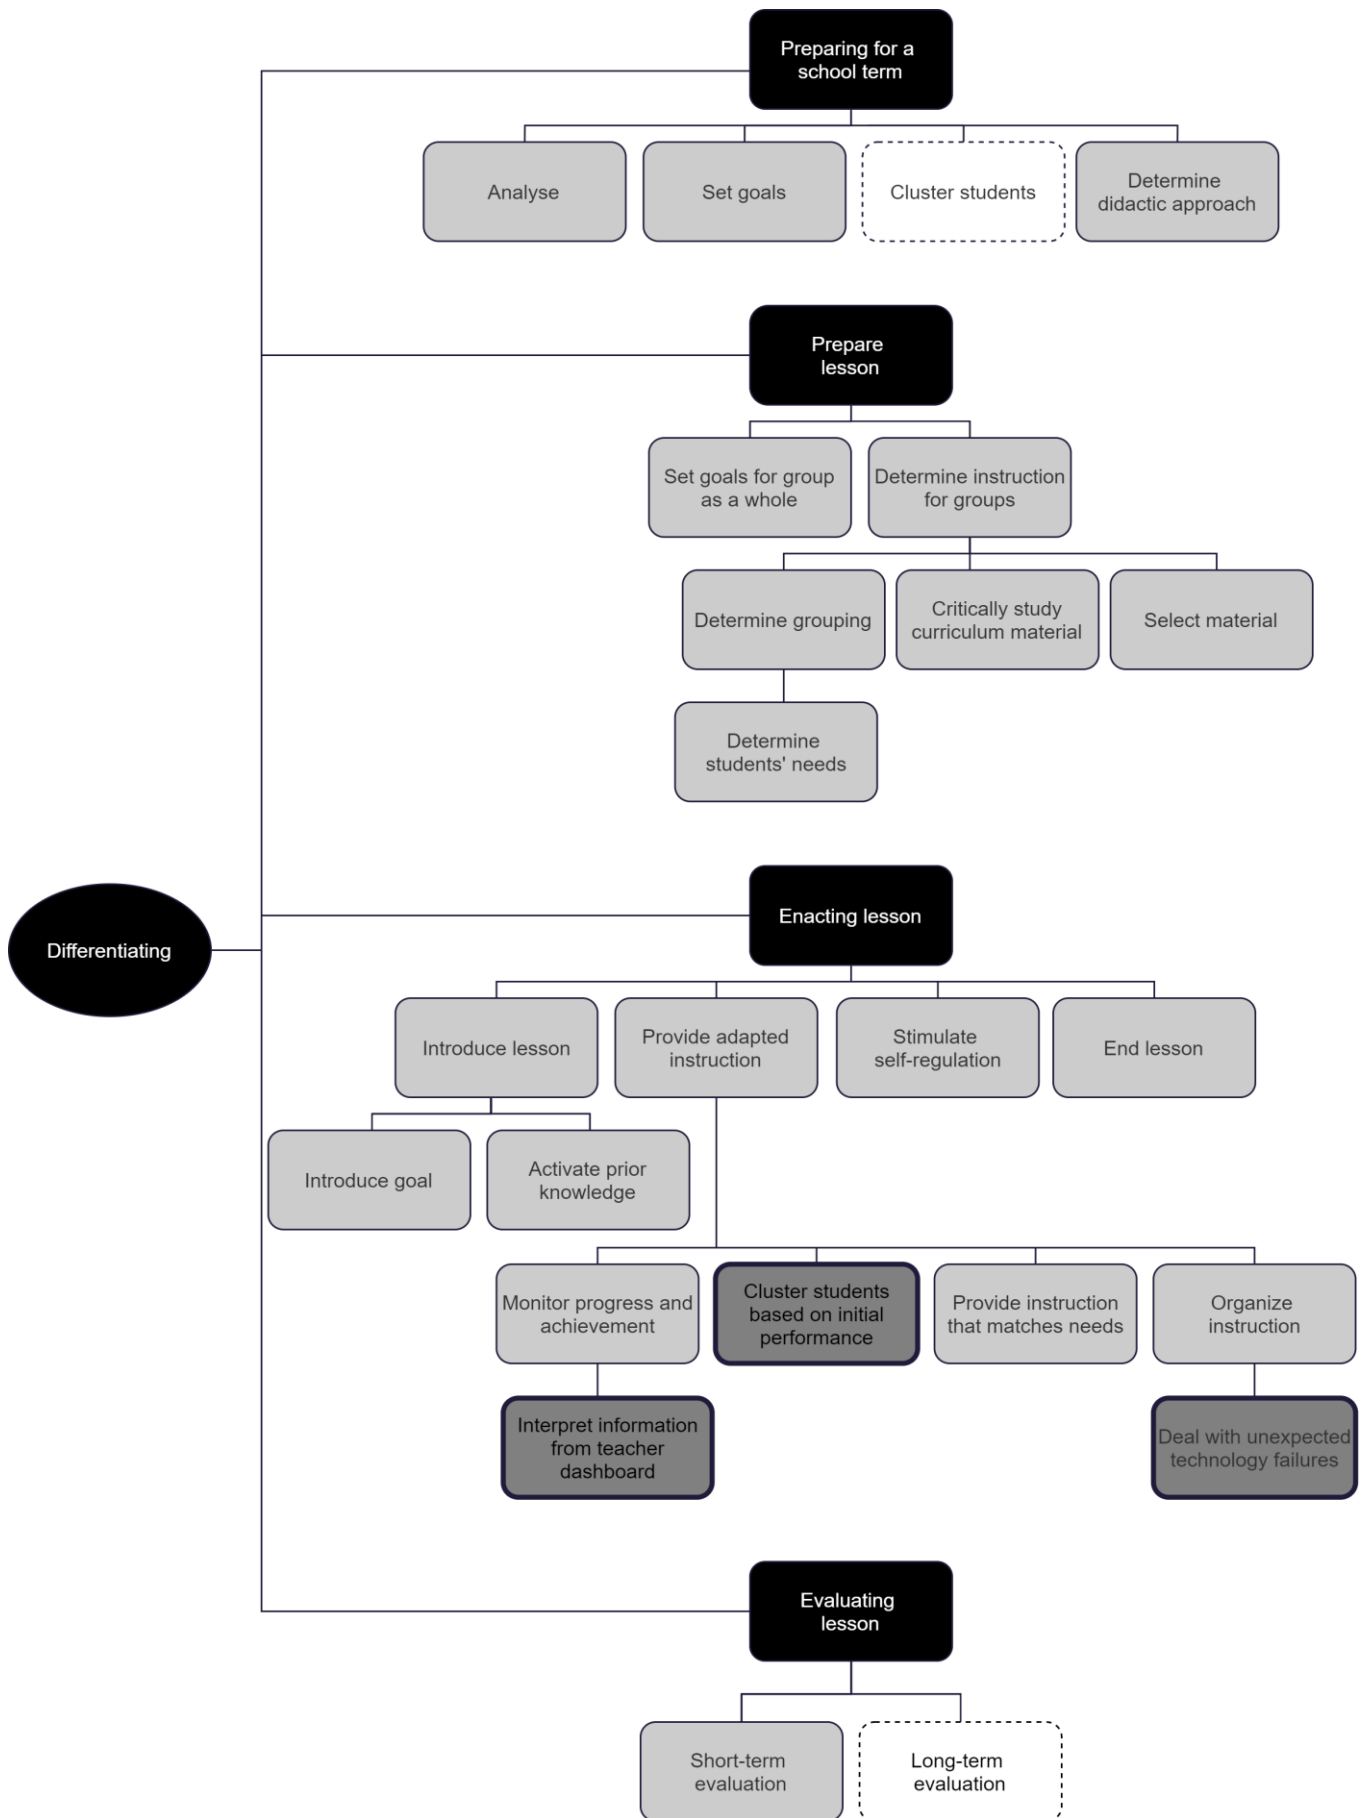 Preparing for a
school term
Analyse
Set goals
Cluster students
Determine
didactic approach
Prepare
lesson
Set goals for group
as a whole
Determine instruction
for groups
Determine grouping
Critically study
curriculum material
Select material
Determine
students' needs
Differentiating
Enacting lesson
Introduce lesson
Provide adapted
instruction
Stimulate
self-regulation
End lesson
Introduce goal
Activate prior
knowledge
Monitor progress and
achievement
Cluster students
based on initial
performance
Provide instruction
that matches needs
Organize
instruction
Interpret information
from teacher
dashboard
Deal with unexpected
technology failures
Evaluating
lesson
Short-term
evaluation
Long-term
evaluation